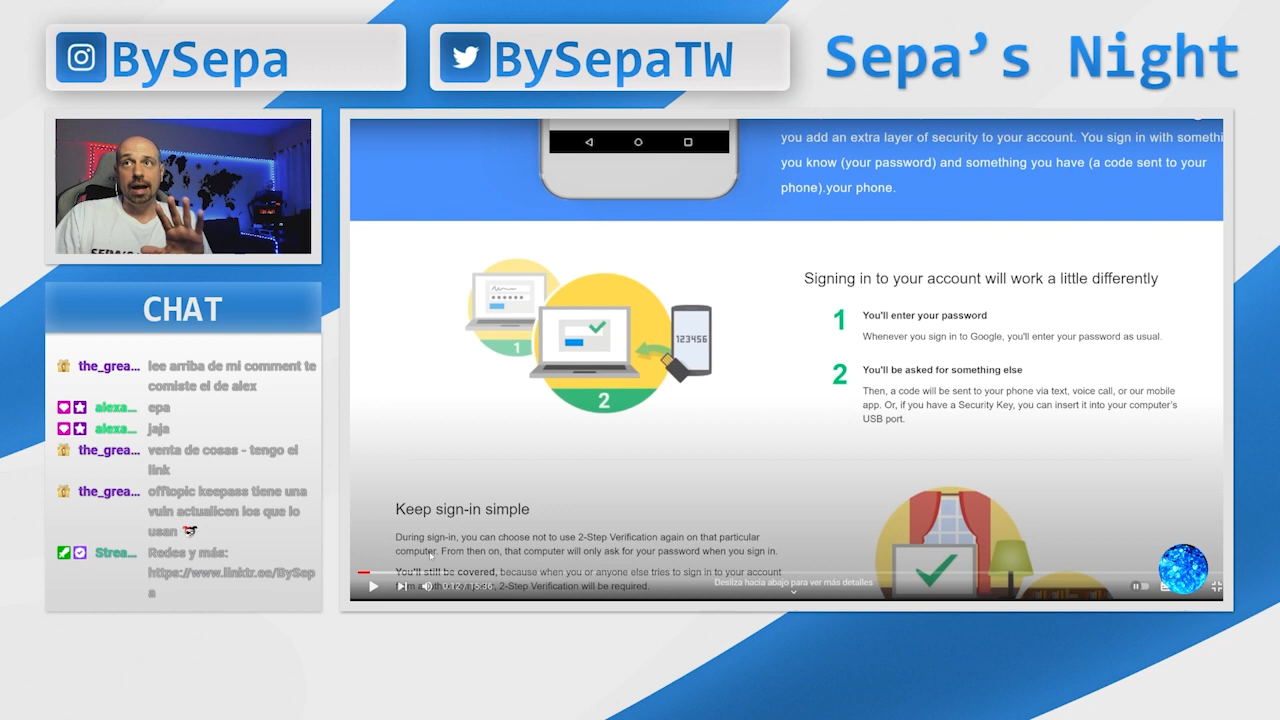 BySepa
BySepaTW
Sepa's Night
CHAT
the_grea... lee arriba de mi comment te
comiste el de alex
alexa... epa
alexa... jaja
the_grea... venta de cosas - tengo el
link
the_grea... offtopic keepass tiene una
vuln actualicen los que lo
usan
Strea... Redes y más:
https://www.linktr.ee/BySep
a
you add an extra layer of security to your account. You sign in with somethi
you know (your password) and something you have (a code sent to your
phone).your phone.
1
2
123456
Signing in to your account will work a little differently
1 You'll enter your password
Whenever you sign in to Google, you'll enter your password as usual.
2 You'll be asked for something else
Then, a code will be sent to your phone via text, voice call, or our mobile
app. Or, if you have a Security Key, you can insert it into your computer's
USB port.
Keep sign-in simple
During sign-in, you can choose not to use 2-Step Verification again on that particular
computer. From then on, that computer will only ask for your password when you sign in.
You'll still be covered, because when you or anyone else tries to sign in to your account
2-Step Verification will be required.
Desliza hacia abajo para ver más detalles